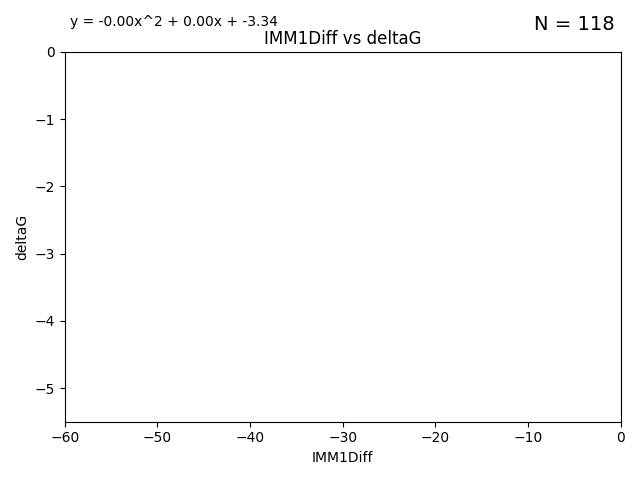 y = -0.00x^2 + 0.00x + -3.34
N = 118
IMM1Diff vs deltaG
0
−1
−2
−3
−4
−5
deltaG
−60
−50
−40
−30
−20
−10
0
IMM1Diff